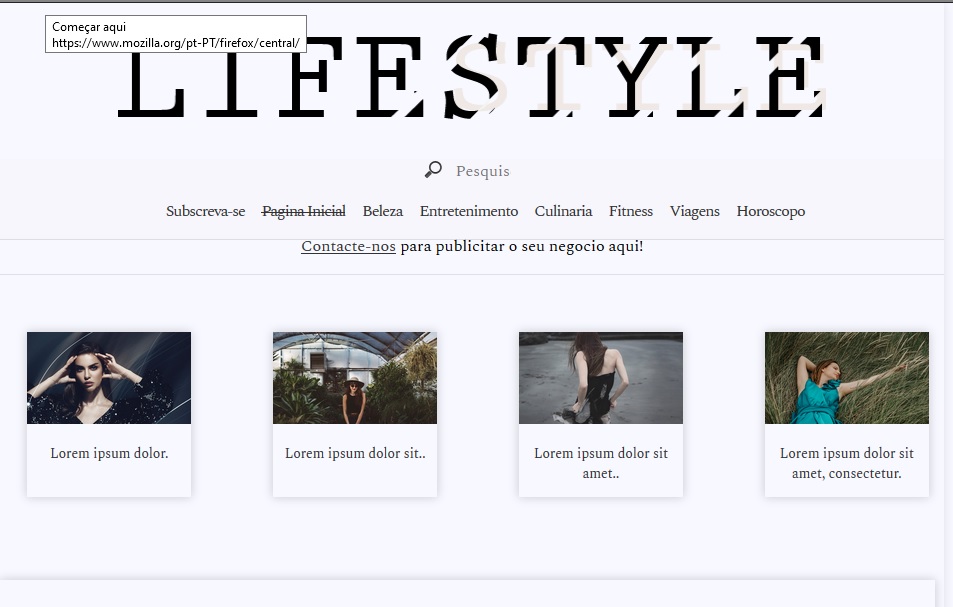 Começar aqui
https://www.mozilla.org/pt-PT/firefox/central/
LIFESTYLE
Pesquis
Subscreva-se Pagina Inicial Beleza Entretenimento Culinaria Fitness Viagens Horoscopo
Contacte-nos para publicitar o seu negocio aqui!
Lorem ipsum dolor.
Lorem ipsum dolor sit..
Lorem ipsum dolor sit
amet..
Lorem ipsum dolor sit
amet, consectetur.